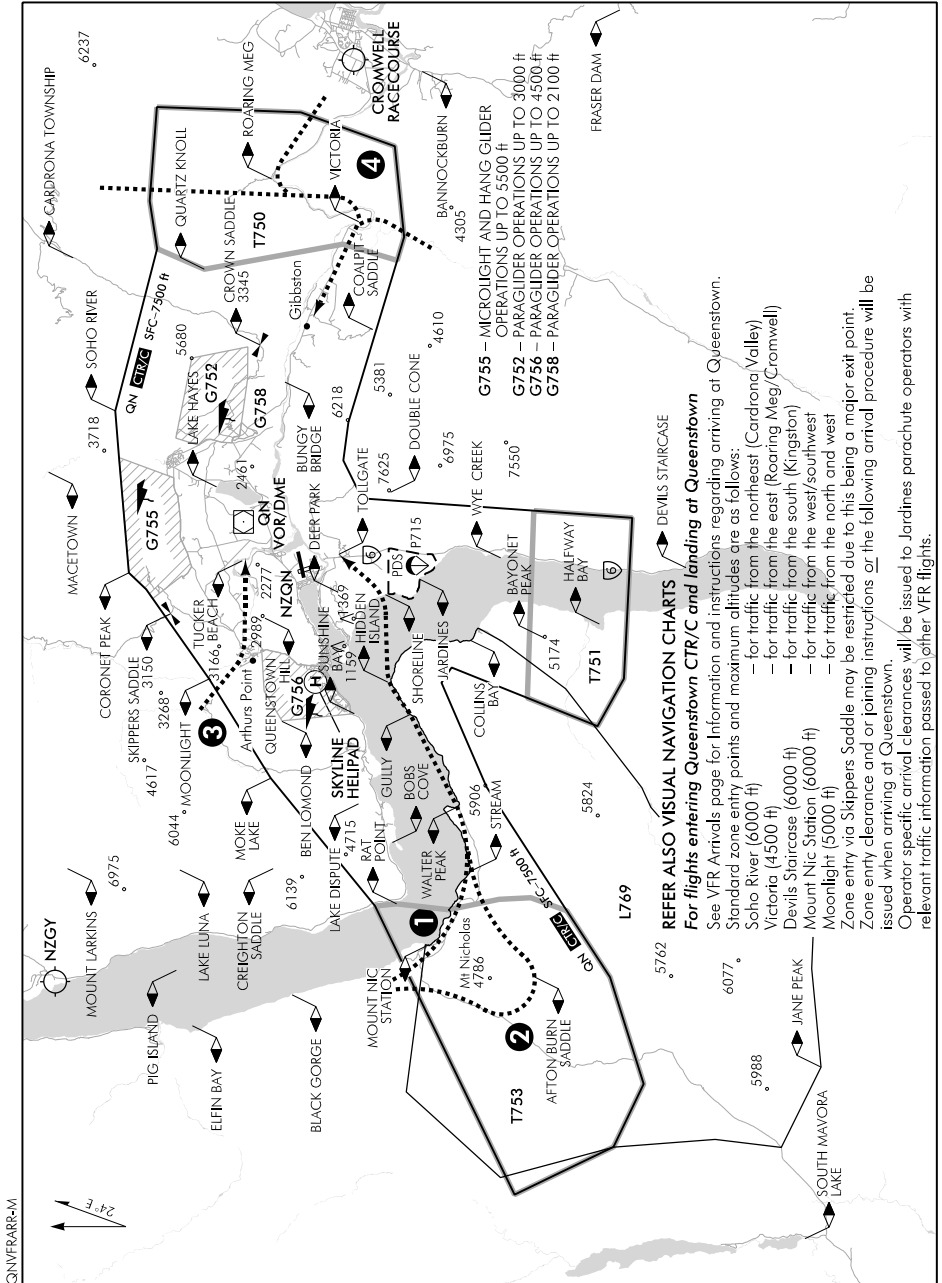 QNVFRARR-M
24°E
NZGY
MOUNT LARKINS
6975
PIG ISLAND
LAKE LUNA
ELFIN BAY
CREIGHTON
SADDLE
6139
BLACK GORGE
6044
MOONLIGHT
4617
3268
SKIPPERS SADDLE
3150
CORONET PEAK
MACETOWN
3718
SOHO RIVER
CARDRONA TOWNSHIP
6237
QN CTR/C SFC-7500 ft
MOKE
LAKE
3
3166
TUCKER
BEACH
G755
5680
LAKE HAYES
G752
CROWN SADDLE
3345
QUARTZ KNOLL
T750
ROARING MEG
Arthurs Point
2989
2277
2461
G758
QUEENSTOWN
HILL
QN
VOR/DME
Gibbston
VICTORIA
CROMWELL
RACECOURSE
BEN LOMOND
G756
H
NZQN
BUNGY
BRIDGE
4
LAKE DISPUTE
4715
SKYLINE
HELIPAD
SUNSHINE
BAY
1159
1369
DEER PARK
6218
COALPIT
SADDLE
RAT
POINT
GULLY
HIDDEN
ISLAND
6
TOLLGATE
7625
5381
BANNOCKBURN
4305
BOBS
COVE
PDS
P715
DOUBLE CONE
4610
MOUNT NIC
STATION
1
WALTER
PEAK
SHORELINE
6975
JARDINES
WYE CREEK
7550
Mt Nicholas
4786
5906
STREAM
COLLINS
BAY
BAYONET
PEAK
5174
HALFWAY
BAY
6
DEVILS STAIRCASE
FRASER DAM
2
AFTON BURN
SADDLE
QN CTR/C SFC-7500 ft
T753
T751
5824
L769
5762
6077
5988
JANE PEAK
SOUTH MAVORA
LAKE
G755 – MICROLIGHT AND HANG GLIDER
OPERATIONS UP TO 5500 ft
G752 – PARAGLIDER OPERATIONS UP TO 3000 ft
G756 – PARAGLIDER OPERATIONS UP TO 4500 ft
G758 – PARAGLIDER OPERATIONS UP TO 2100 ft
REFER ALSO VISUAL NAVIGATION CHARTS
For flights entering Queenstown CTR/C and landing at Queenstown
See VFR Arrivals page for Information and instructions regarding arriving at Queenstown.
Standard zone entry points and maximum altitudes are as follows:
Soho River (6000 ft) – for traffic from the northeast (Cardrona Valley)
Victoria (4500 ft) – for traffic from the east (Roaring Meg/Cromwell)
Devils Staircase (6000 ft) – for traffic from the south (Kingston)
Mount Nic Station (6000 ft) – for traffic from the west/southwest
Moonlight (5000 ft) – for traffic from the north and west
Zone entry via Skippers Saddle may be restricted due to this being a major exit point.
Zone entry clearance and or joining instructions or the following arrival procedure will be
issued when arriving at Queenstown.
Operator specific arrival clearances will be issued to Jardines parachute operators with
relevant traffic information passed to other VFR flights.